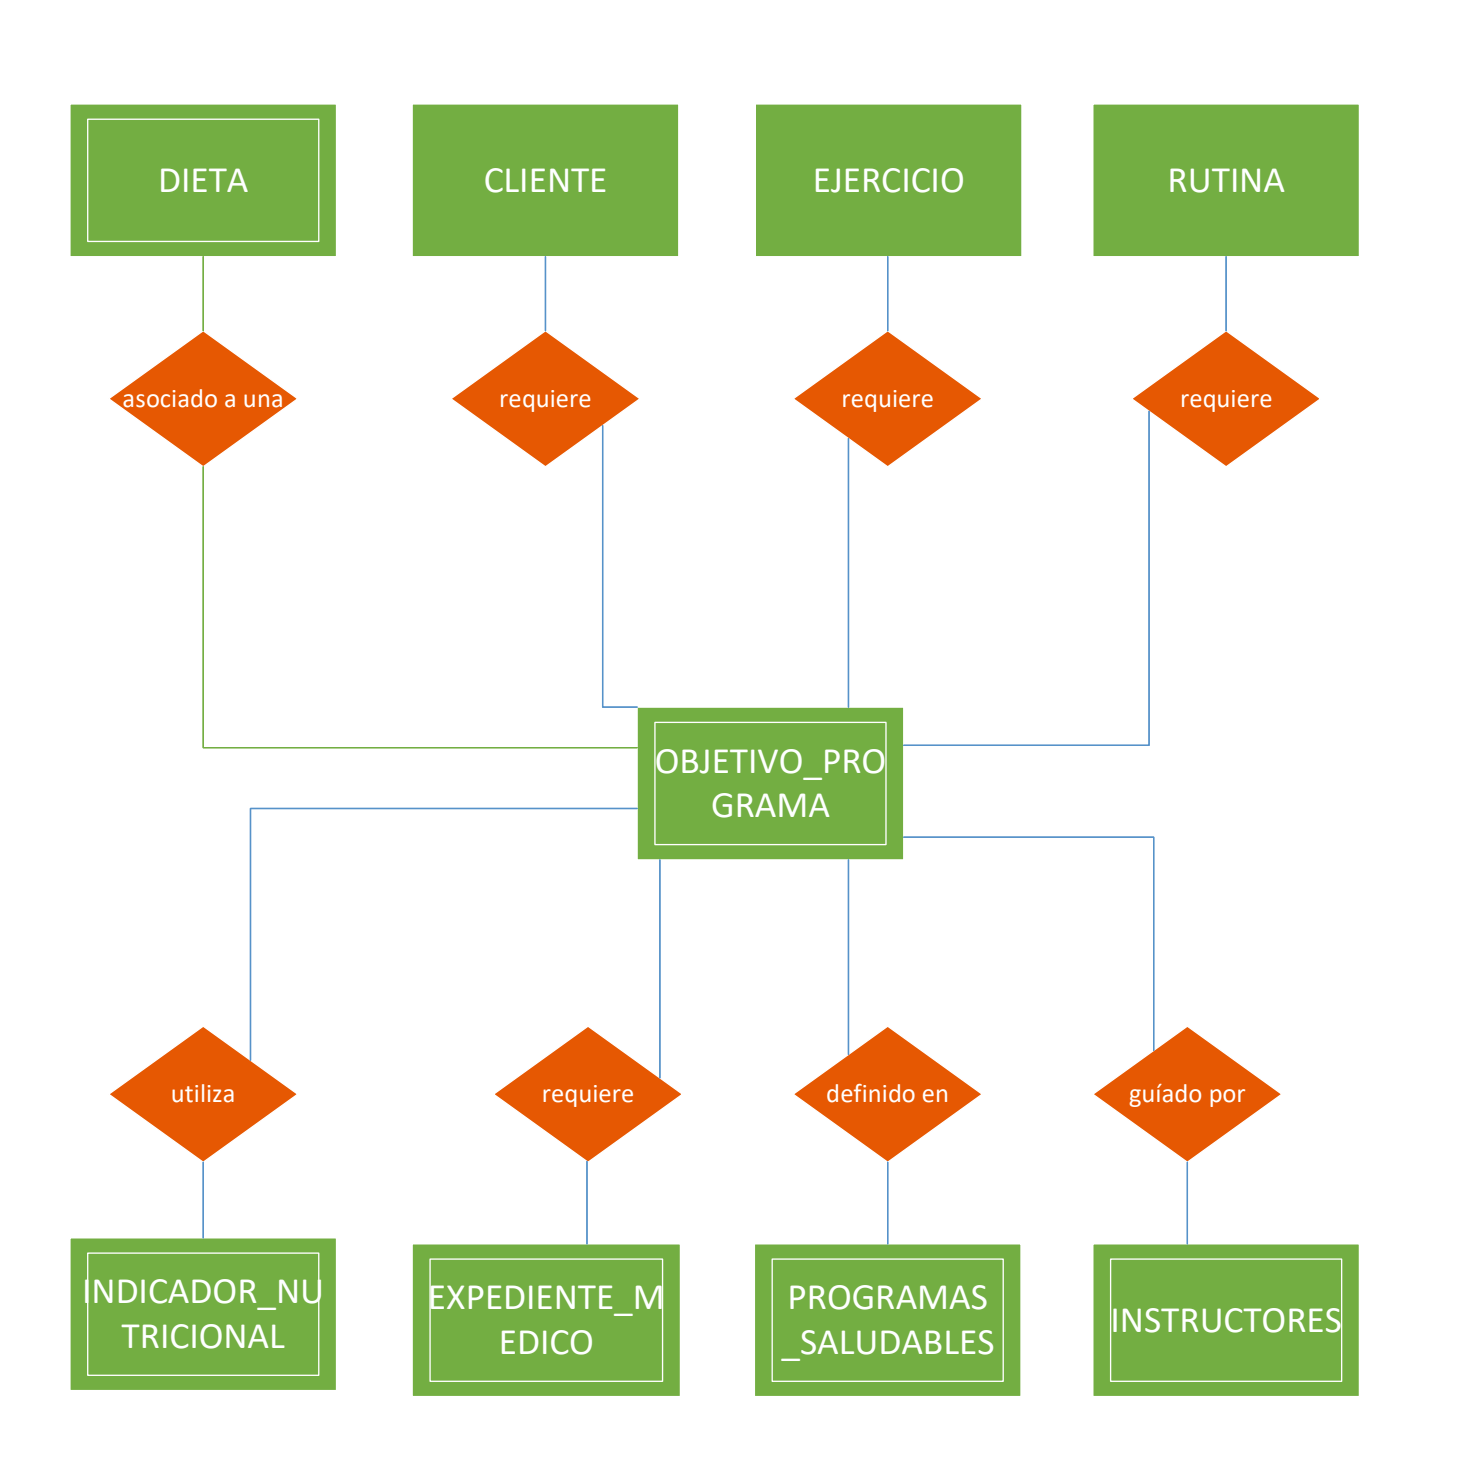 DIETA
CLIENTE
EJERCICIO
RUTINA
asociado a una
requiere
requiere
requiere
OBJETIVO_PRO
GRAMA
utiliza
requiere
definido en
guíado por
INDICADOR_NU
TRICIONAL
EXPEDIENTE_M
EDICO
PROGRAMAS
_SALUDABLES
INSTRUCTORES